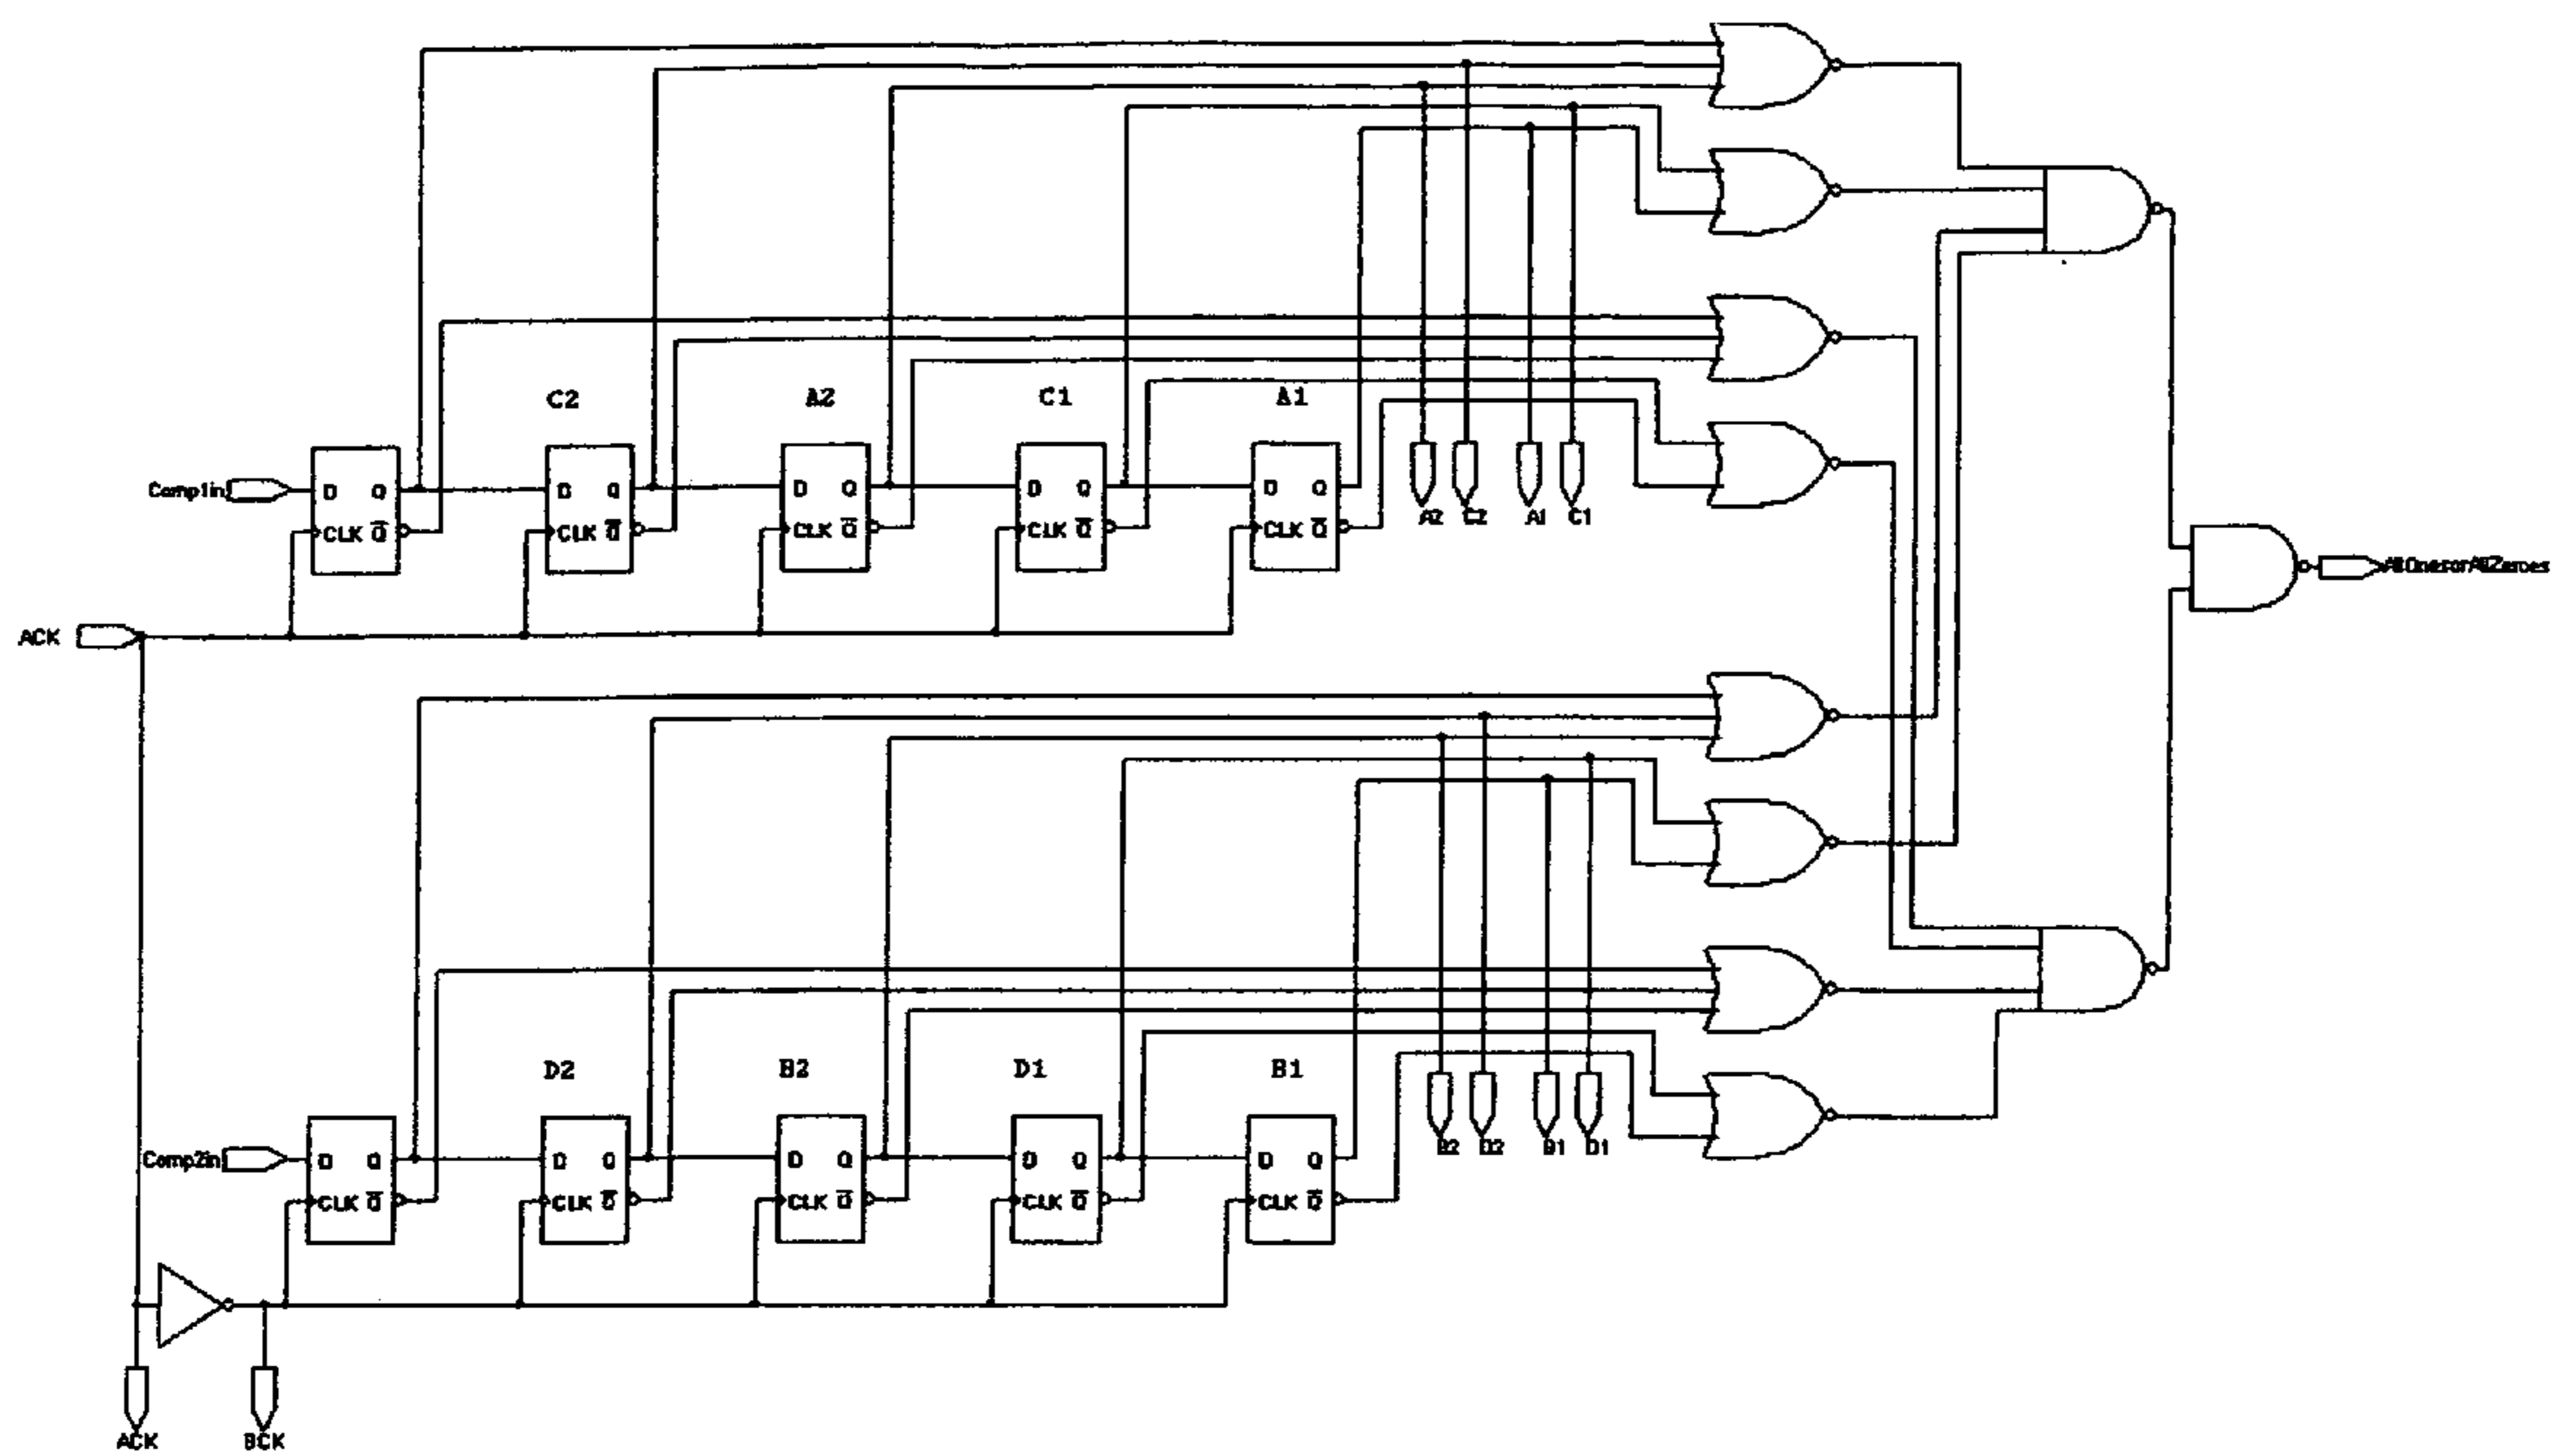 C2 A2 C1 A1
Comp1in
D Q D Q D Q D Q D Q
CLK Q̅ CLK Q̅ CLK Q̅ CLK Q̅ CLK Q̅
A2 C2 A1 C1
AllOnesorAllZeroes
ACK
D2 B2 D1 B1
Comp2in
D Q D Q D Q D Q D Q
CLK Q̅ CLK Q̅ CLK Q̅ CLK Q̅ CLK Q̅
B2 D2 B1 D1
ACK BCK